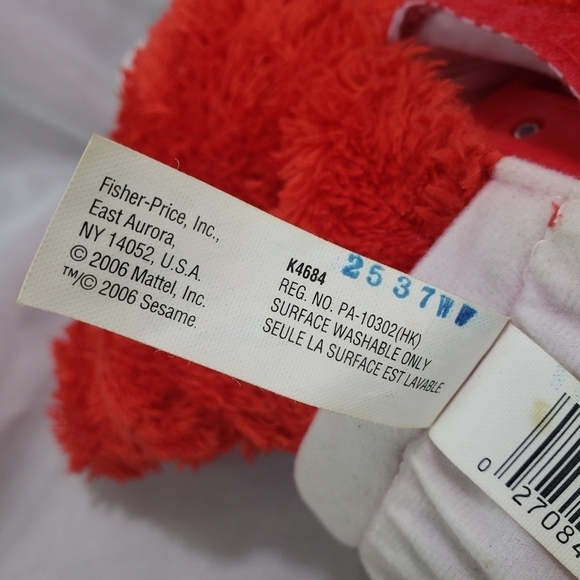 Fisher-Price, Inc.,
East Aurora,
NY 14052, U.S.A.
© 2006 Mattel, Inc.
™/© 2006 Sesame.
K4684 2537WW
REG. NO. PA-10302(HK)
SURFACE WASHABLE ONLY
SEULE LA SURFACE EST LAVABLE.
0 27084